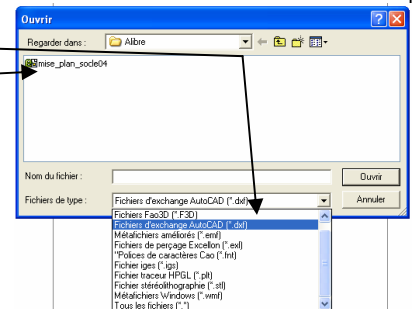 Ouvrir
Regarder dans :
Alibre
mise_plan_socle04
Nom du fichier :
Ouvrir
Fichiers de type :
Fichiers d'exchange AutoCAD (*.dxf)
Annuler
Fichiers Fao3D (*.F3D)
Fichiers d'exchange AutoCAD (*.dxf)
Métafichiers améliorés (*.emf)
Fichiers de perçage Excellon (*.exl)
"Polices de caractères Cao (*.fnt)
Fichier iges (*.igs)
Fichier traceur HPGL (*.plt)
Fichier stéréolithographie (*.stl)
Métafichiers Windows (*.wmf)
Tous les fichiers (*.*)